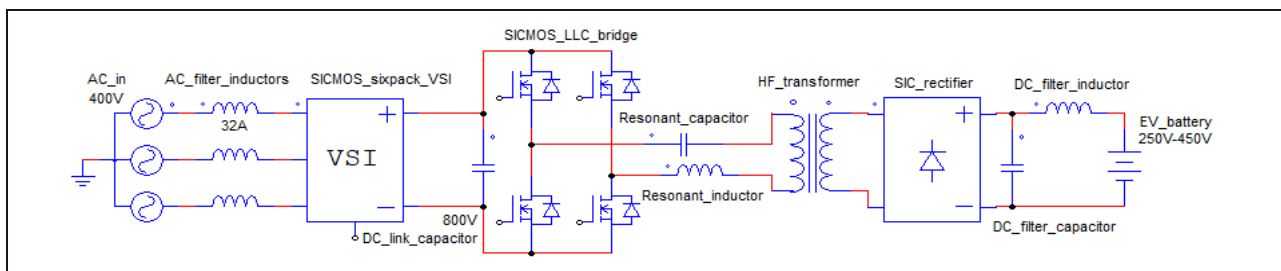 SICMOS_LLC_bridge
AC_in
400V
AC_filter_inductors
32A
SICMOS_sixpack_VSI
VSI
800V
DC_link_capacitor
Resonant_capacitor
Resonant_inductor
HF_transformer
SIC_rectifier
DC_filter_inductor
EV_battery
250V-450V
DC_filter_capacitor